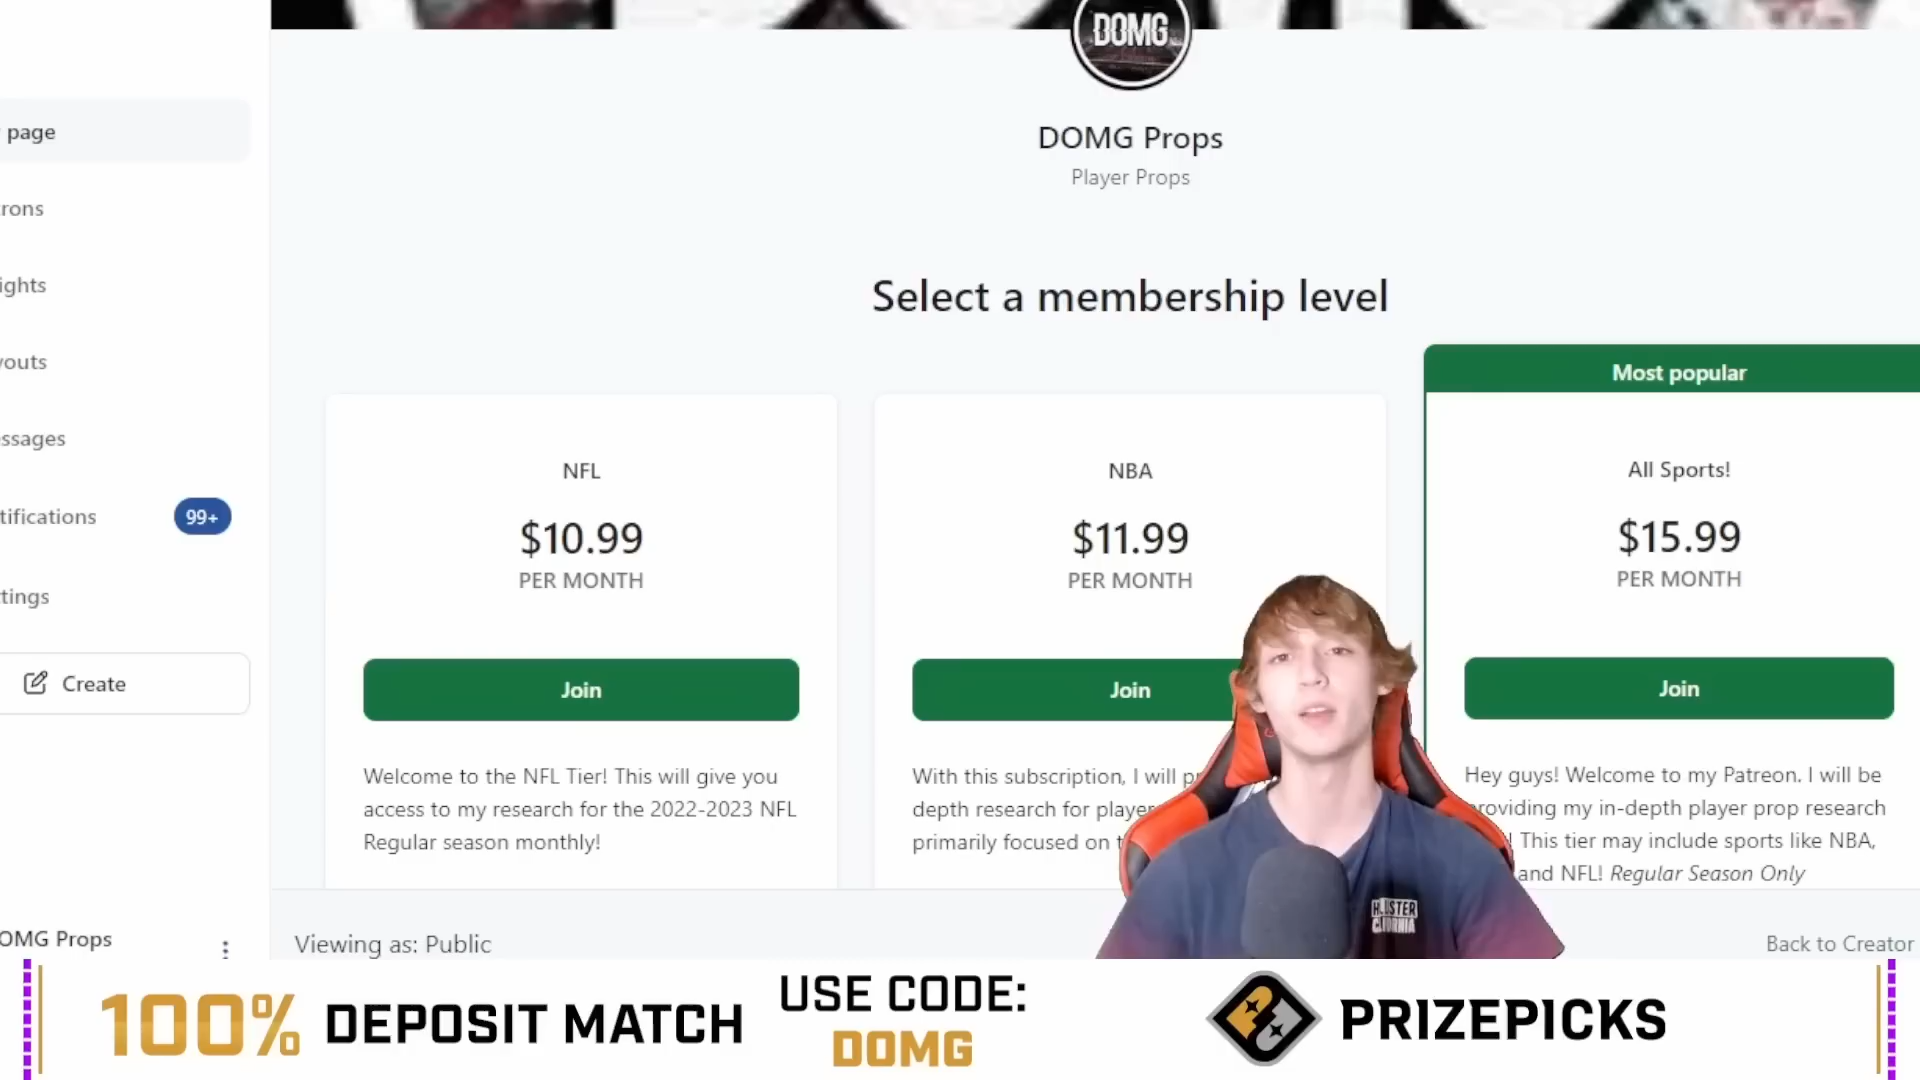 DOMG
DOMG Props
Player Props
Select a membership level
page
rons
ights
youts
ssages
tifications
99+
tings
Create
OMG Props
NFL
$10.99
PER MONTH
Join
Welcome to the NFL Tier! This will give you
access to my research for the 2022-2023 NFL
Regular season monthly!
NBA
$11.99
PER MONTH
Join
With this subscription, I will
depth research for player
primarily focused on
Most popular
All Sports!
$15.99
PER MONTH
Join
Hey guys! Welcome to my Patreon. I will be
providing my in-depth player prop research
This tier may include sports like NBA,
and NFL! Regular Season Only
Viewing as: Public
Back to Creator
HOLLISTER
CALIFORNIA
100% DEPOSIT MATCH
USE CODE:
DOMG
PRIZEPICKS